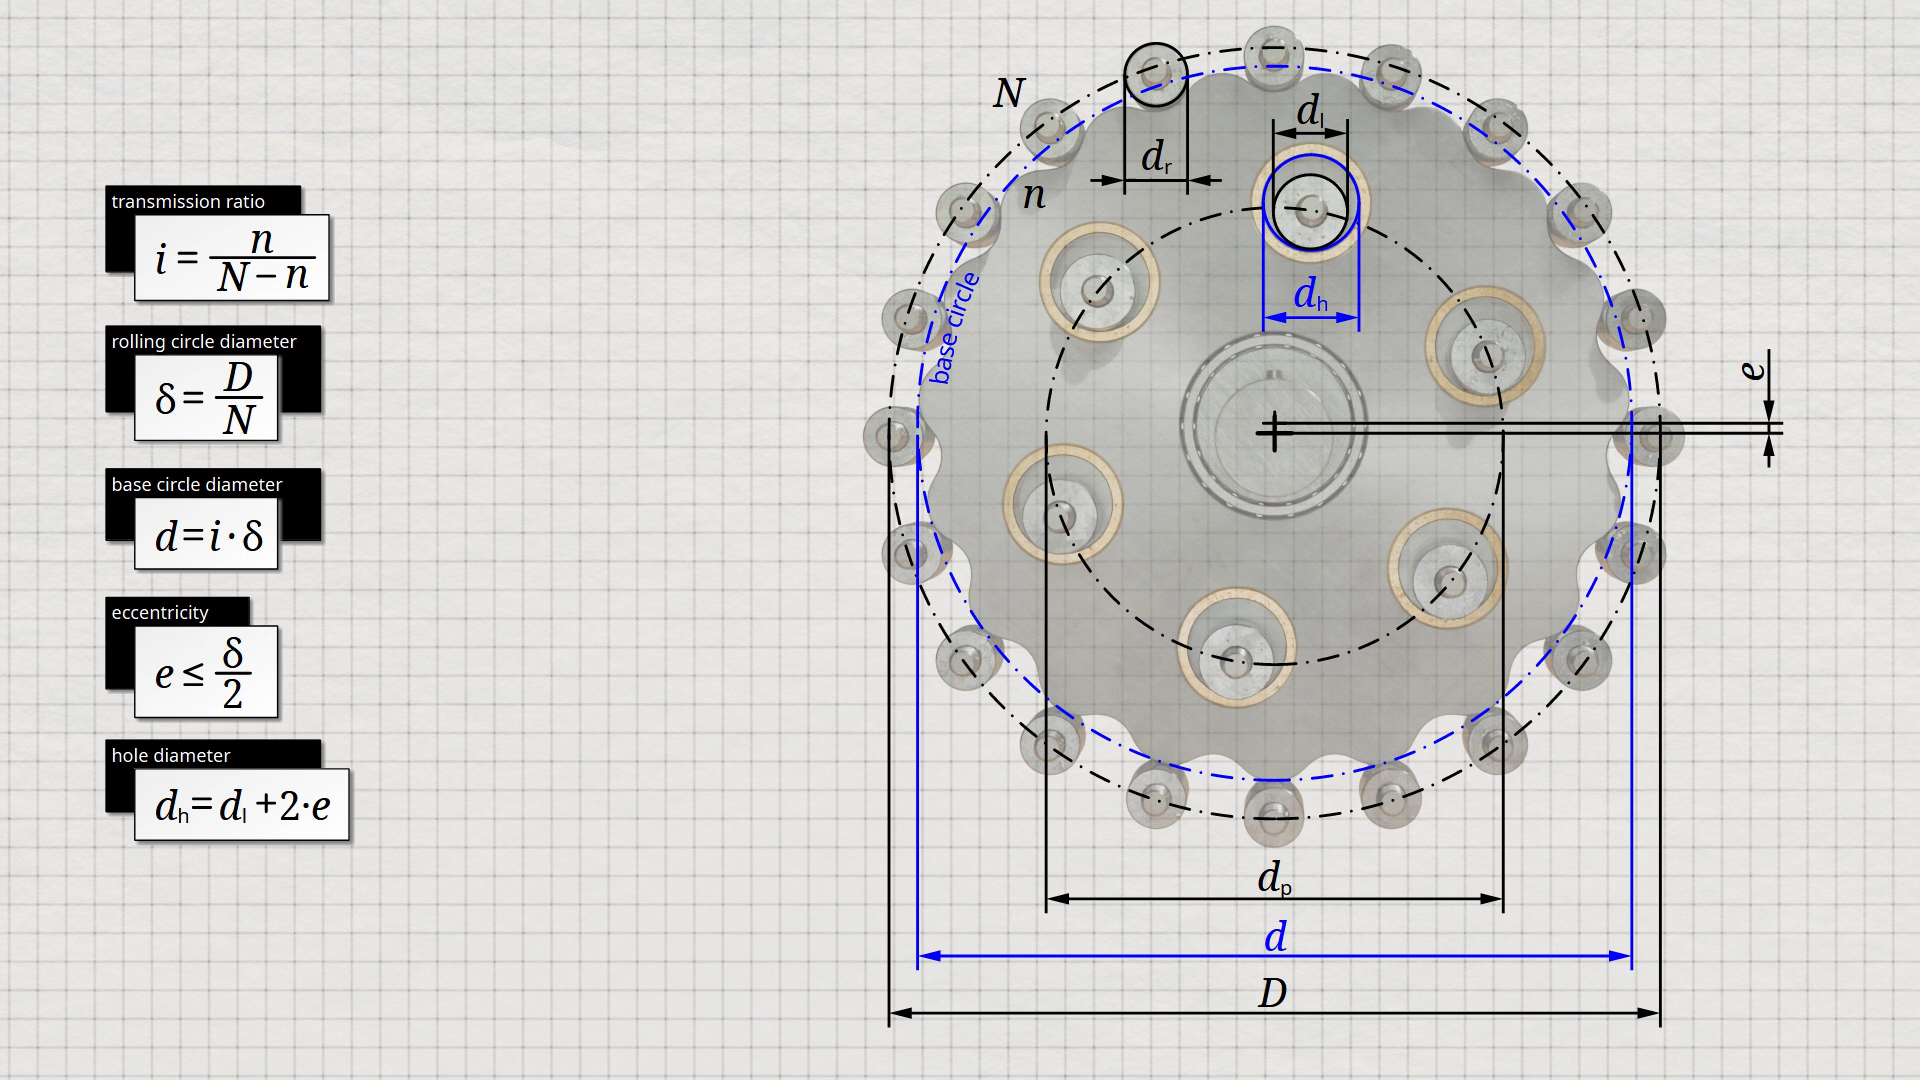 transmission ratio
i = n / N − n
rolling circle diameter
δ = D / N
base circle diameter
d = i · δ
eccentricity
e ≤ δ / 2
hole diameter
dh = dl + 2·e
N
dl
dr
n
dh
base circle
e
dp
d
D